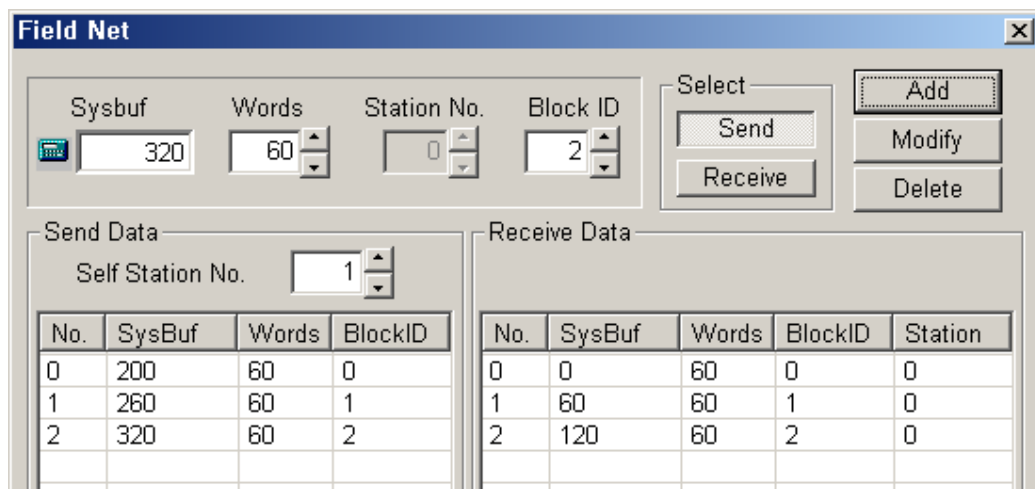 Field Net
Sysbuf Words Station No. Block ID
320 60 0 2
Select
Send
Receive
Add
Modify
Delete
Send Data
Self Station No. 1
No. SysBuf Words BlockID
0 200 60 0
1 260 60 1
2 320 60 2
Receive Data
No. SysBuf Words BlockID Station
0 0 60 0 0
1 60 60 1 0
2 120 60 2 0